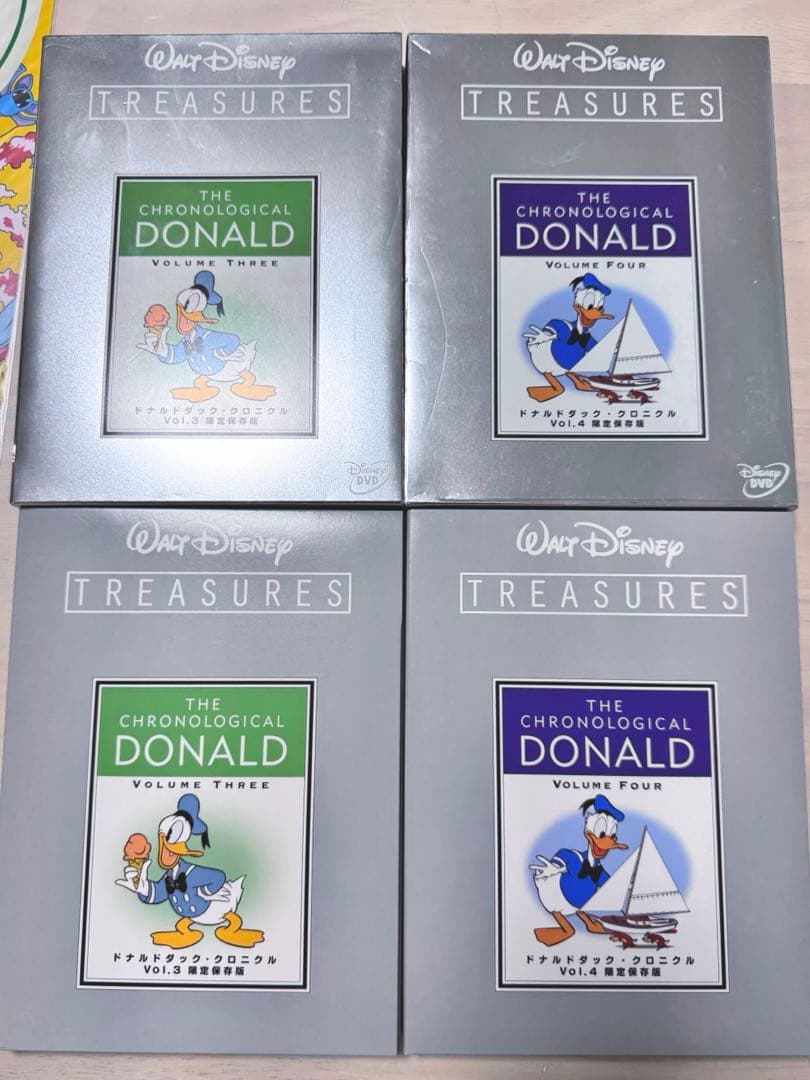 WALT DISNEY
TREASURES
THE
CHRONOLOGICAL
DONALD
VOLUME THREE
ドナルドダック・クロニクル
Vol.3 限定保存版
DISNEY
DVD
WALT DISNEY
TREASURES
THE
CHRONOLOGICAL
DONALD
VOLUME FOUR
ドナルドダック・クロニクル
Vol.4 限定保存版
DISNEY
DVD
WALT DISNEY
TREASURES
THE
CHRONOLOGICAL
DONALD
VOLUME THREE
ドナルドダック・クロニクル
Vol.3 限定保存版
WALT DISNEY
TREASURES
THE
CHRONOLOGICAL
DONALD
VOLUME FOUR
ドナルドダック・クロニクル
Vol.4 限定保存版